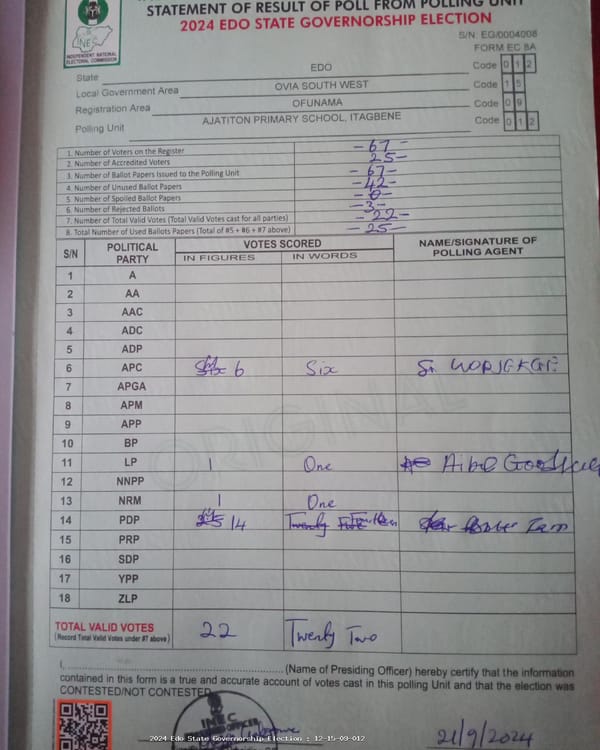 STATEMENT OF RESULT OF POLL FROM POLLING UNIT
2024 EDO STATE GOVERNORSHIP ELECTION
INEC
INDEPENDENT NATIONAL
ELECTORAL COMMISSION
S/N: EG/0004008
FORM EC 8A
State EDO Code 0 1 2
Local Government Area OVIA SOUTH WEST Code 1 5
Registration Area OFUNAMA Code 0 9
Polling Unit AJATITON PRIMARY SCHOOL, ITAGBENE Code 0 1 2
1. Number of Voters on the Register -67-
2. Number of Accredited Voters 25-
3. Number of Ballot Papers Issued to the Polling Unit -67-
4. Number of Unused Ballot Papers -42-
5. Number of Spoiled Ballot Papers -0-
6. Number of Rejected Ballots -3-
7. Number of Total Valid Votes (Total Valid Votes cast for all parties) -22-
8. Total Number of Used Ballots Papers (Total of #5 + #6 + #7 above) -25-
S/N POLITICAL PARTY VOTES SCORED NAME/SIGNATURE OF POLLING AGENT
IN FIGURES IN WORDS
1 A
2 AA
3 AAC
4 ADC
5 ADP
6 APC 6 Six
7 APGA
8 APM
9 APP
10 BP
11 LP 1 One
12 NNPP
13 NRM 1 One
14 PDP 14 Fourteen
15 PRP
16 SDP
17 YPP
18 ZLP
ORIGINAL
TOTAL VALID VOTES 22 Twenty Two
(Record Total Valid Votes under #7 above)
I, (Name of Presiding Officer) hereby certify that the information
contained in this form is a true and accurate account of votes cast in this polling Unit and that the election was
CONTESTED/NOT CONTESTED
INEC
21/9/2024
2024 Edo State Governorship Election : 12-15-09-012